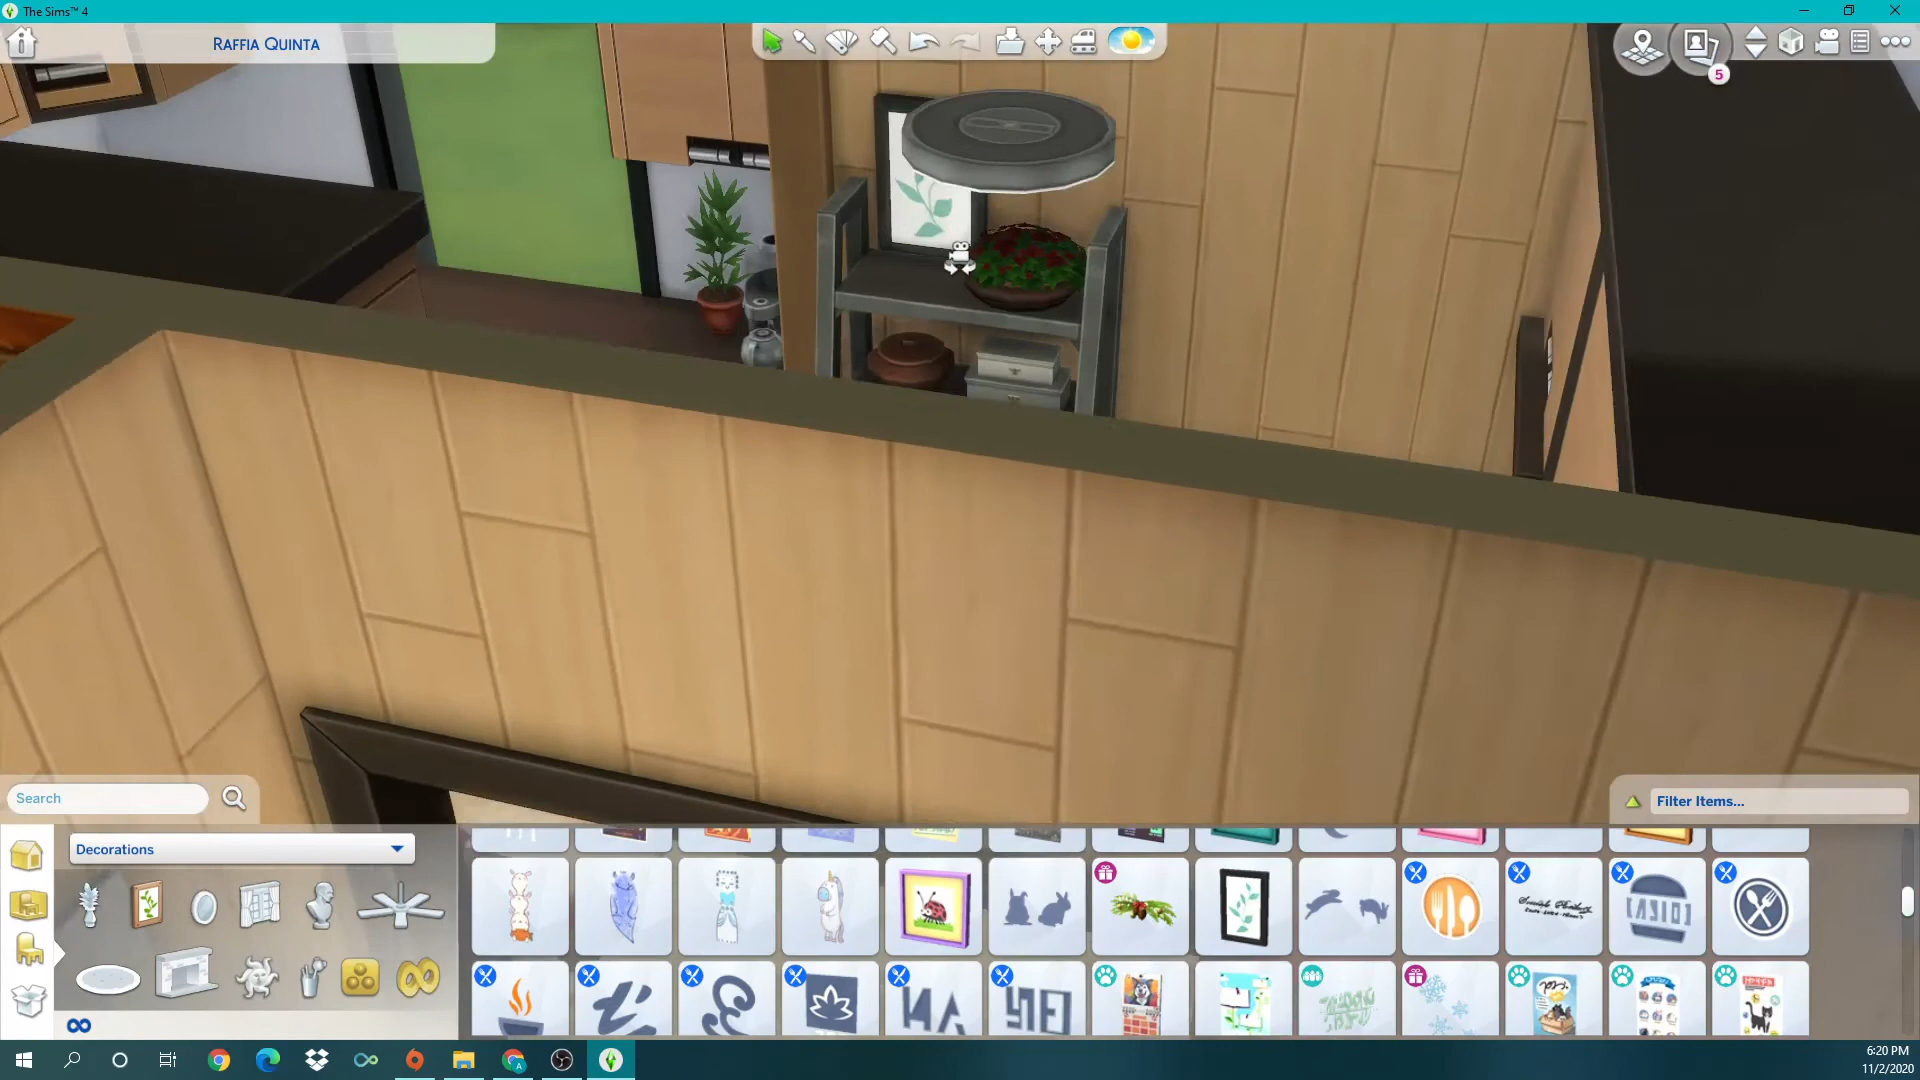 The Sims™ 4
RAFFIA QUINTA
5
Search
Filter Items...
Decorations
6:20 PM
11/2/2020